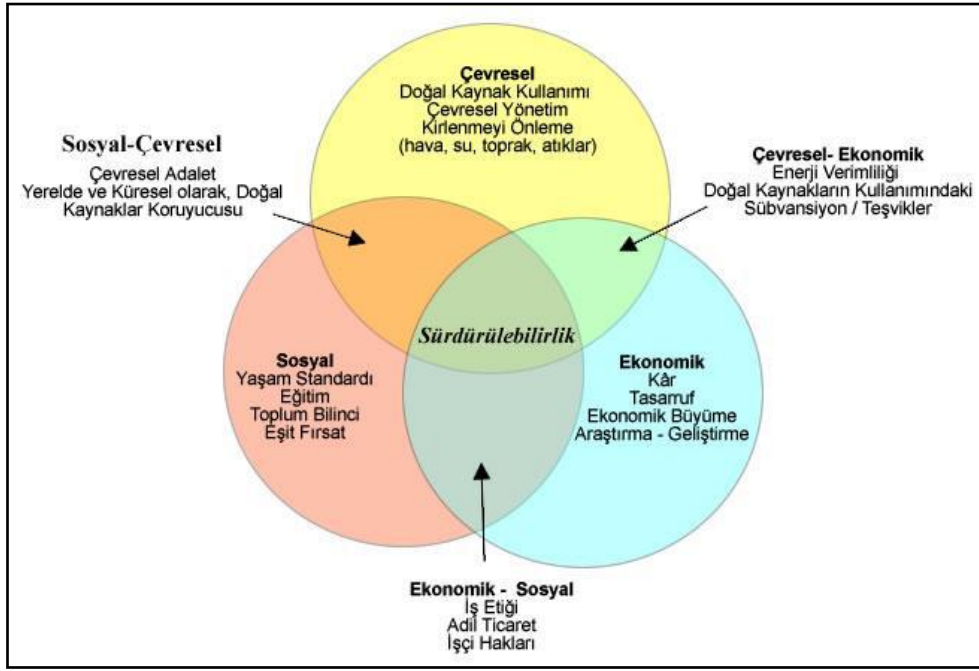 Çevresel
Doğal Kaynak Kullanımı
Çevresel Yönetim
Kirlenmeyi Önleme
(hava, su, toprak, atıklar)
Sosyal-Çevresel
Çevresel Adalet
Yerelde ve Küresel olarak, Doğal
Kaynaklar Koruyucusu
Çevresel- Ekonomik
Enerji Verimliliği
Doğal Kaynakların Kullanımındaki
Sübvansiyon / Teşvikler
Sürdürülebilirlik
Sosyal
Yaşam Standardı
Eğitim
Toplum Bilinci
Eşit Fırsat
Ekonomik
Kâr
Tasarruf
Ekonomik Büyüme
Araştırma - Geliştirme
Ekonomik - Sosyal
İş Etiği
Adil Ticaret
İşçi Hakları